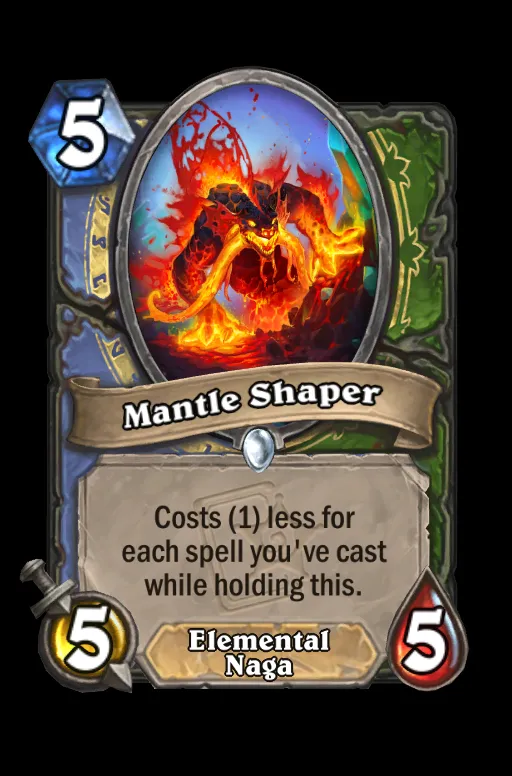 5
Mantle Shaper
Costs (1) less for
each spell you've cast
while holding this.
5
Elemental
Naga
5